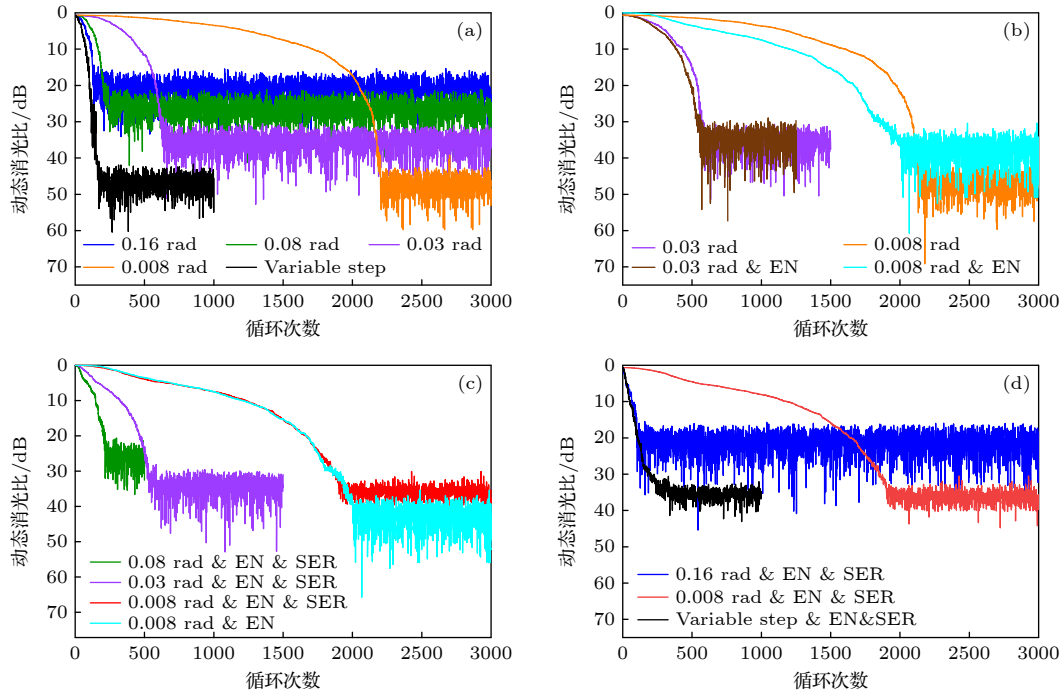 (a)
0
10
20
30
40
50
60
70
动态消光比/dB
0.16 rad 0.08 rad 0.03 rad
0.008 rad Variable step
0 500 1000 1500 2000 2500 3000
循环次数
(b)
0
10
20
30
40
50
60
70
动态消光比/dB
0.03 rad 0.008 rad
0.03 rad & EN 0.008 rad & EN
0 500 1000 1500 2000 2500 3000
循环次数
(c)
0
10
20
30
40
50
60
70
动态消光比/dB
0.08 rad & EN & SER
0.03 rad & EN & SER
0.008 rad & EN & SER
0.008 rad & EN
0 500 1000 1500 2000 2500 3000
循环次数
(d)
0
10
20
30
40
50
60
70
动态消光比/dB
0.16 rad & EN & SER
0.008 rad & EN & SER
Variable step & EN&SER
0 500 1000 1500 2000 2500 3000
循环次数